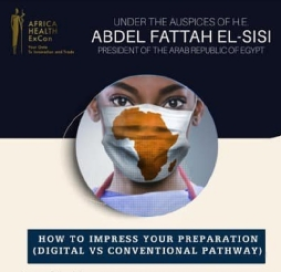 AFRICA
HEALTH
ExCon
Your Gate
To Innovation and Trade
UNDER THE AUSPICES OF H.E.
ABDEL FATTAH EL-SISI
PRESIDENT OF THE ARAB REPUBLIC OF EGYPT
HOW TO IMPRESS YOUR PREPARATION
(DIGITAL VS CONVENTIONAL PATHWAY)